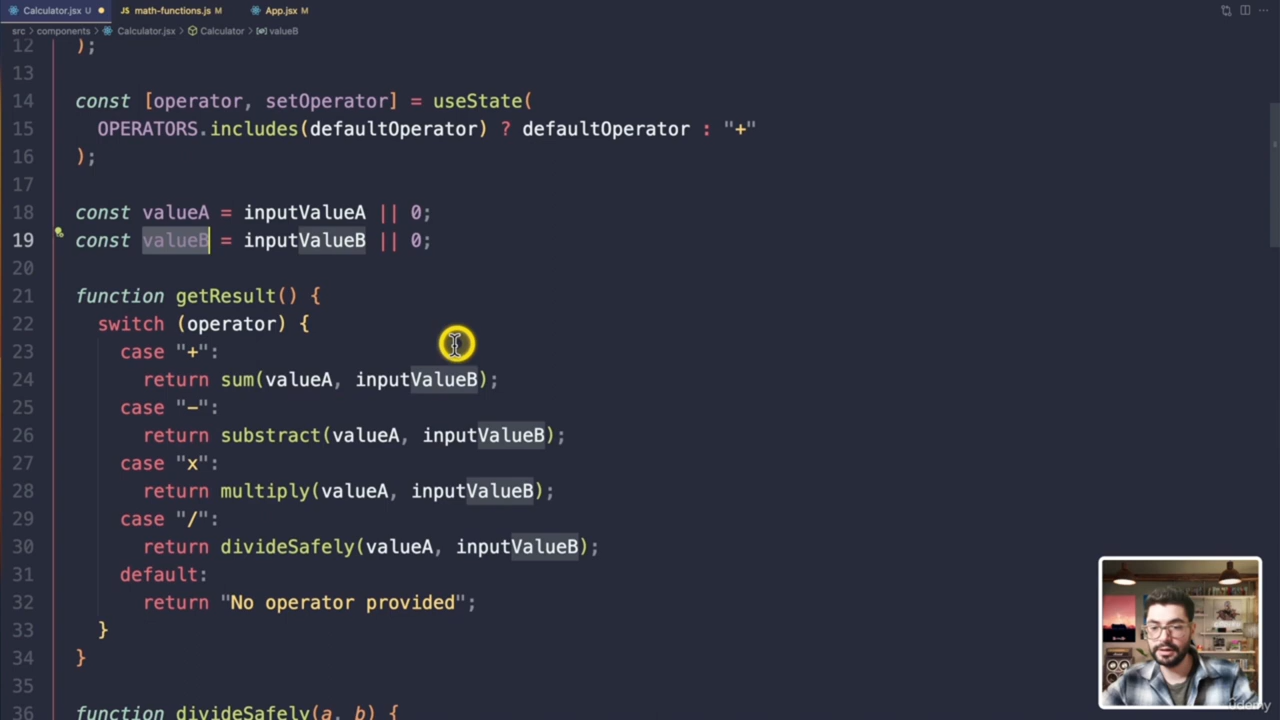 Calculator.jsx U math-functions.js M App.jsx M
src > components > Calculator.jsx > Calculator > valueB
12 );
13
14 const [operator, setOperator] = useState(
15 OPERATORS.includes(defaultOperator) ? defaultOperator : "+"
16 );
17
18 const valueA = inputValueA || 0;
19 const valueB = inputValueB || 0;
20
21 function getResult() {
22 switch (operator) {
23 case "+":
24 return sum(valueA, inputValueB);
25 case "-":
26 return substract(valueA, inputValueB);
27 case "x":
28 return multiply(valueA, inputValueB);
29 case "/":
30 return divideSafely(valueA, inputValueB);
31 default:
32 return "No operator provided";
33 }
34 }
35
36 function divideSafely(a, b) {
udemy